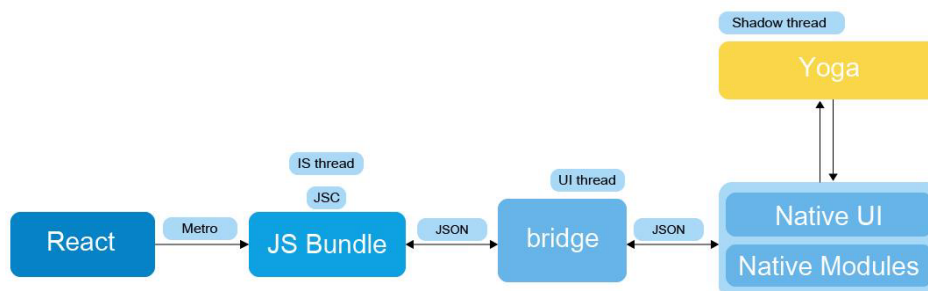 Shadow thread
Yoga
IS thread
JSC
UI thread
React
Metro
JS Bundle
JSON
bridge
JSON
Native UI
Native Modules